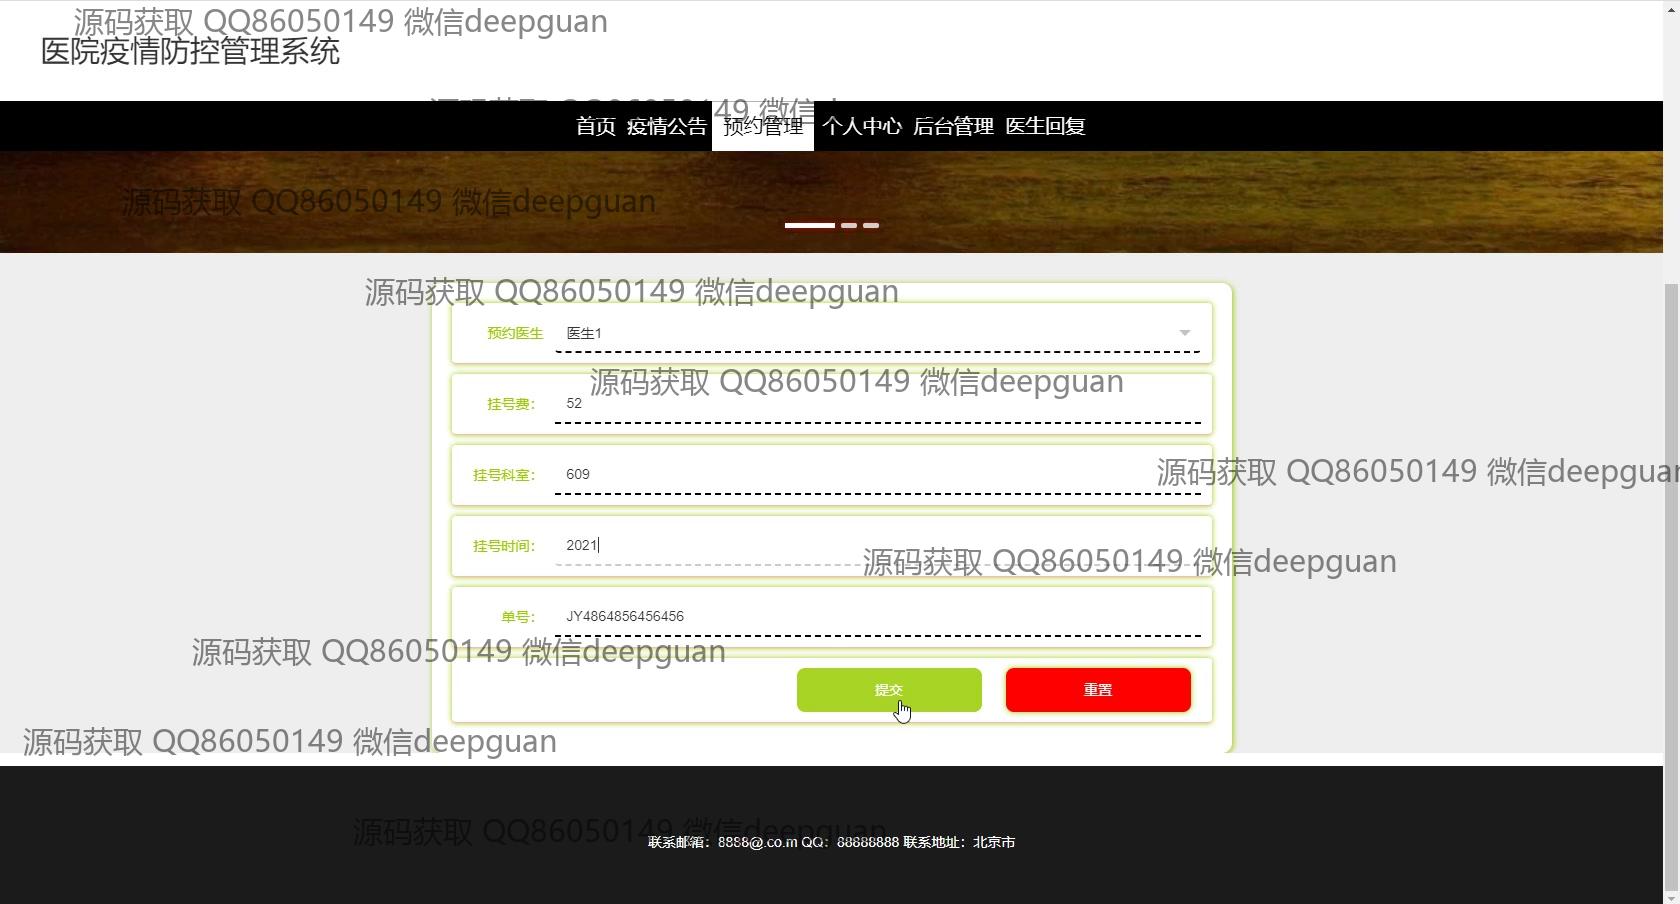 源码获取 QQ86050149 微信deepguan
医院疫情防控管理系统
首页 疫情公告 预约管理 个人中心 后台管理 医生回复
源码获取 QQ86050149 微信deepguan
源码获取 QQ86050149 微信deepguan
预约医生 医生1
源码获取 QQ86050149 微信deepguan
挂号费： 52
挂号科室： 609
源码获取 QQ86050149 微信deepguan
挂号时间： 2021
源码获取 QQ86050149 微信deepguan
单号： JY4864856456456
源码获取 QQ86050149 微信deepguan
提交 重置
源码获取 QQ86050149 微信deepguan
源码获取 QQ86050149 微信deepguan
联系邮箱：8888@.co.m QQ：88888888 联系地址：北京市